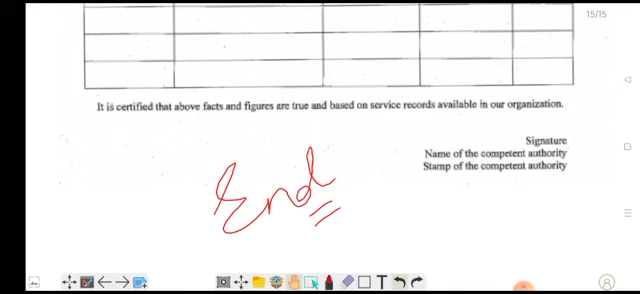 15/15
It is certified that above facts and figures are true and based on service records available in our organization.
Signature
Name of the competent authority
Stamp of the competent authority
End
T